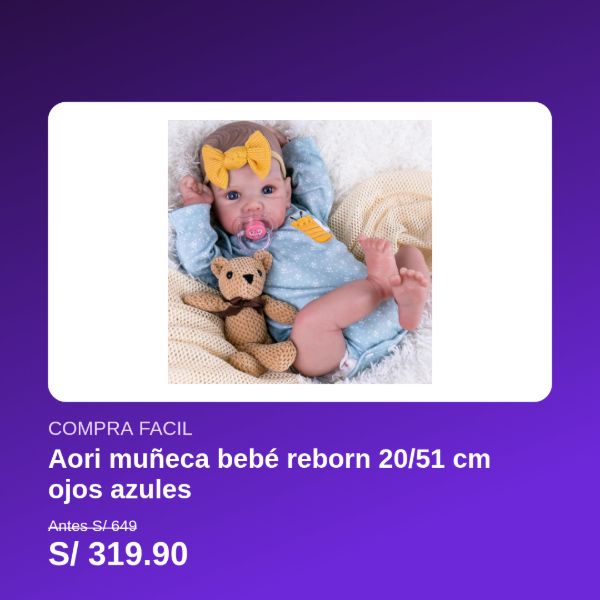 COMPRA FACIL
Aori muñeca bebé reborn 20/51 cm
ojos azules
Antes S/ 649
S/ 319.90